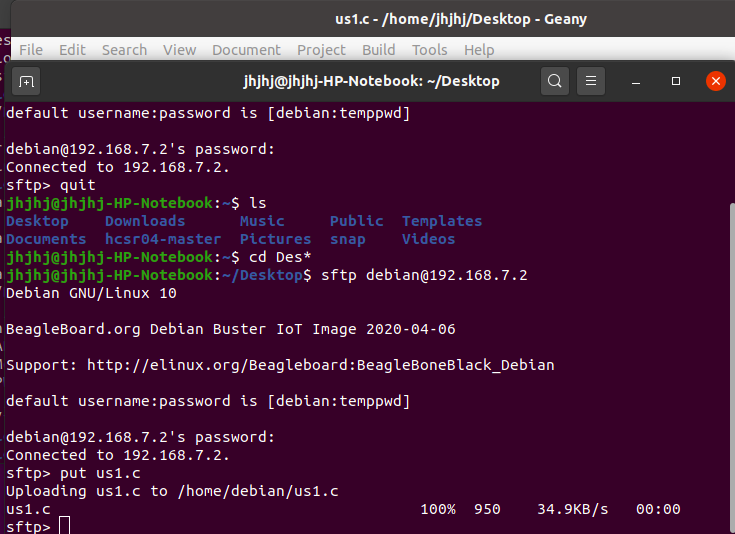 us1.c - /home/jhjhj/Desktop - Geany
File Edit Search View Document Project Build Tools Help
jhjhj@jhjhj-HP-Notebook: ~/Desktop
default username:password is [debian:temppwd]
debian@192.168.7.2's password:
Connected to 192.168.7.2.
sftp> quit
jhjhj@jhjhj-HP-Notebook:~$ ls
Desktop Downloads Music Public Templates
Documents hcsr04-master Pictures snap Videos
jhjhj@jhjhj-HP-Notebook:~$ cd Des*
jhjhj@jhjhj-HP-Notebook:~/Desktop$ sftp debian@192.168.7.2
Debian GNU/Linux 10
BeagleBoard.org Debian Buster IoT Image 2020-04-06
Support: http://elinux.org/Beagleboard:BeagleBoneBlack_Debian
default username:password is [debian:temppwd]
debian@192.168.7.2's password:
Connected to 192.168.7.2.
sftp> put us1.c
Uploading us1.c to /home/debian/us1.c
us1.c 100% 950 34.9KB/s 00:00
sftp>